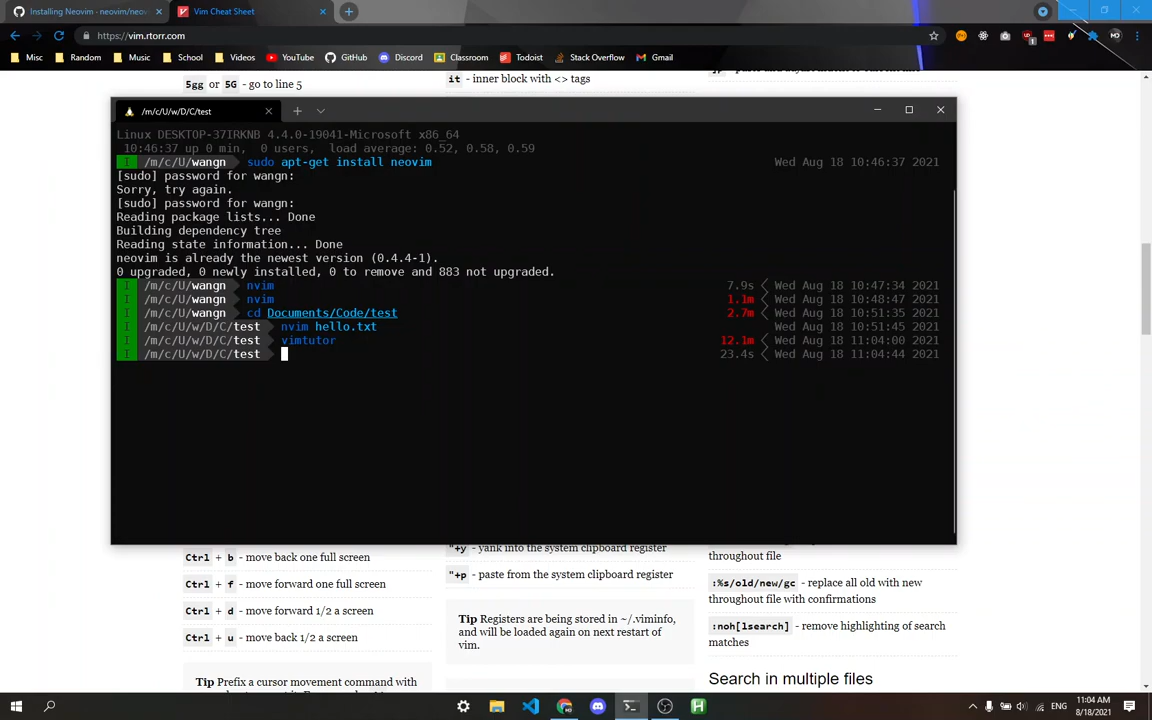 Installing Neovim - neovim/neov
Vim Cheat Sheet
https://vim.rtorr.com
Misc
Random
Music
School
Videos
YouTube
GitHub
Discord
Classroom
Todoist
Stack Overflow
Gmail
5gg or 5G - go to line 5
it - inner block with <> tags
/m/c/U/w/D/C/test
Linux DESKTOP-37IRKNB 4.4.0-19041-Microsoft x86_64
10:46:37 up 0 min, 0 users, load average: 0.52, 0.58, 0.59
I /m/c/U/wangn sudo apt-get install neovim Wed Aug 18 10:46:37 2021
[sudo] password for wangn:
Sorry, try again.
[sudo] password for wangn:
Reading package lists... Done
Building dependency tree
Reading state information... Done
neovim is already the newest version (0.4.4-1).
0 upgraded, 0 newly installed, 0 to remove and 883 not upgraded.
I /m/c/U/wangn nvim 7.9s Wed Aug 18 10:47:34 2021
I /m/c/U/wangn nvim 1.1m Wed Aug 18 10:48:47 2021
I /m/c/U/wangn cd Documents/Code/test 2.7m Wed Aug 18 10:51:35 2021
I /m/c/U/w/D/C/test nvim hello.txt Wed Aug 18 10:51:45 2021
I /m/c/U/w/D/C/test vimtutor 12.1m Wed Aug 18 11:04:00 2021
I /m/c/U/w/D/C/test 23.4s Wed Aug 18 11:04:44 2021
Ctrl + b - move back one full screen
Ctrl + f - move forward one full screen
Ctrl + d - move forward 1/2 a screen
Ctrl + u - move back 1/2 a screen
Tip Prefix a cursor movement command with
"+y - yank into the system clipboard register
"+p - paste from the system clipboard register
Tip Registers are being stored in ~/.viminfo,
and will be loaded again on next restart of
vim.
throughout file
:%s/old/new/gc - replace all old with new
throughout file with confirmations
:noh[lsearch] - remove highlighting of search
matches
Search in multiple files
ENG
11:04 AM
8/18/2021